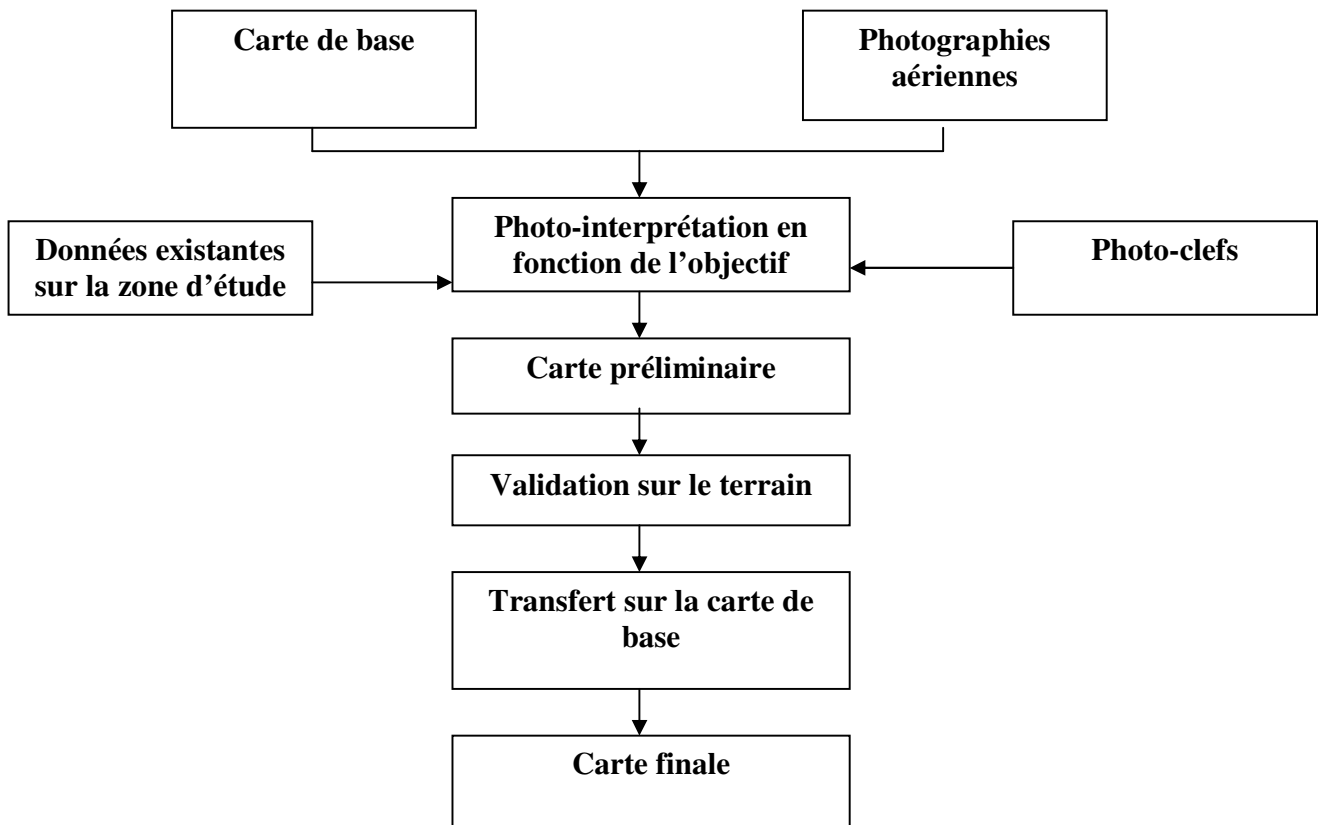 Carte de base
Photographies
aériennes
Photo-interprétation en
fonction de l’objectif
Données existantes
sur la zone d’étude
Photo-clefs
Carte préliminaire
Validation sur le terrain
Transfert sur la carte de
base
Carte finale